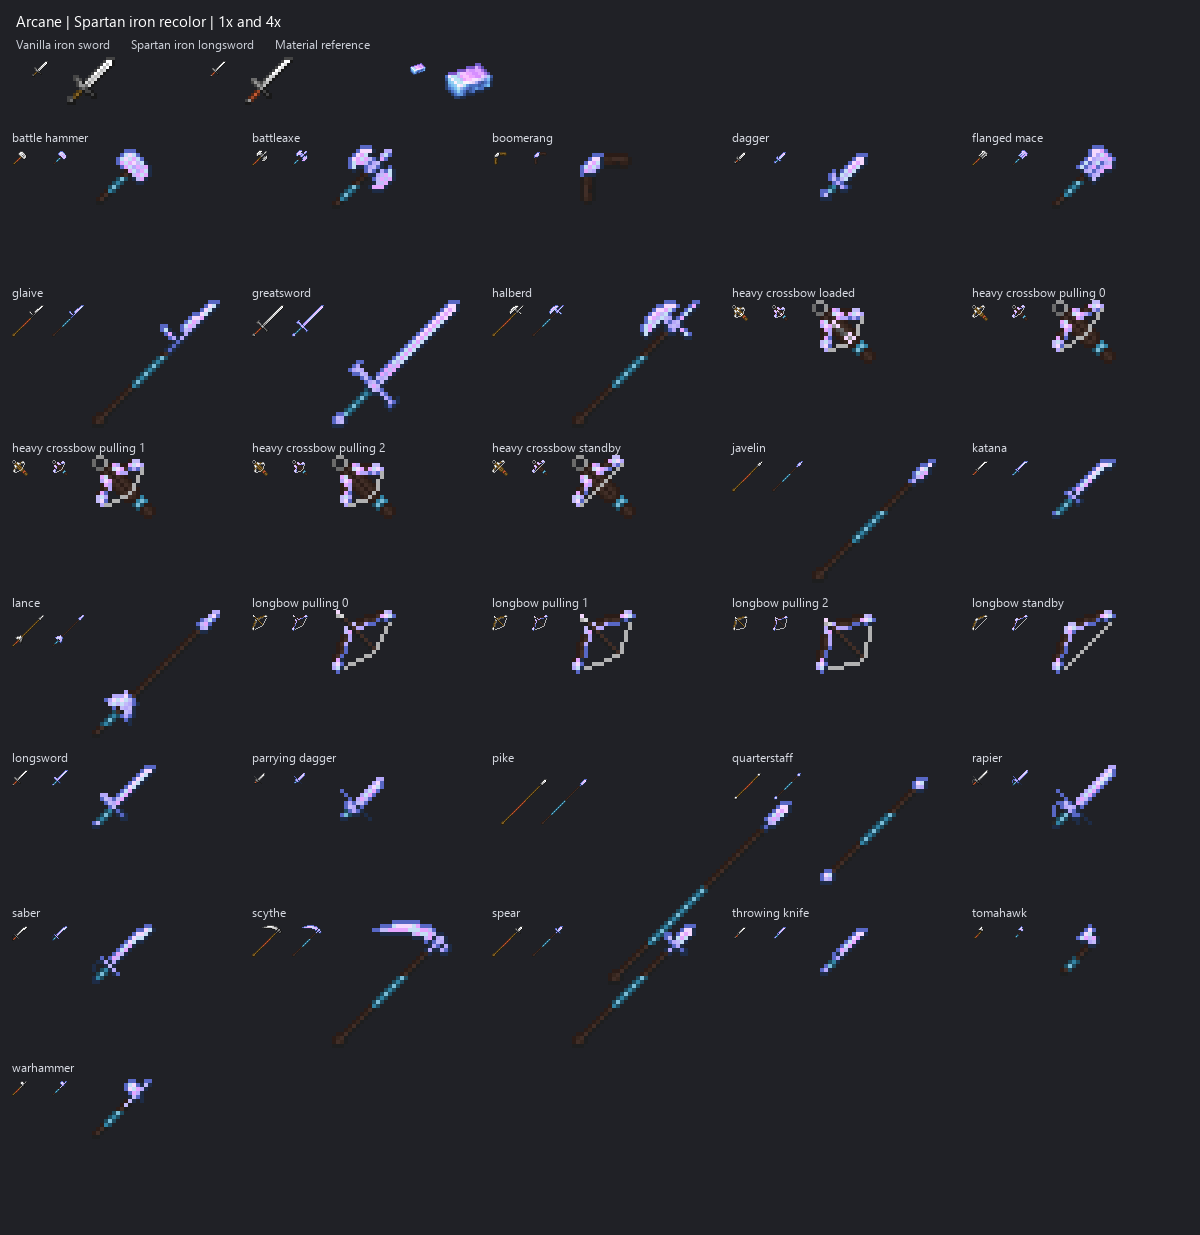 Arcane | Spartan iron recolor | 1x and 4x
Vanilla iron sword Spartan iron longsword Material reference
battle hammer battleaxe boomerang dagger flanged mace
glaive greatsword halberd heavy crossbow loaded heavy crossbow pulling 0
heavy crossbow pulling 1 heavy crossbow pulling 2 heavy crossbow standby javelin katana
lance longbow pulling 0 longbow pulling 1 longbow pulling 2 longbow standby
longsword parrying dagger pike quarterstaff rapier
saber scythe spear throwing knife tomahawk
warhammer